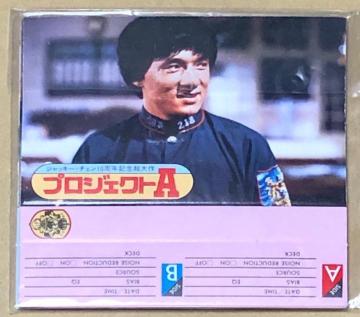 218
ジャッキー・チェン10周年記念超大作
プロジェクトA
SIDE A
DATE, TIME
BIAS EQ
SOURCE
NOISE REDUCTION □ON □OFF
DECK
SIDE B
DATE, TIME
BIAS EQ
SOURCE
NOISE REDUCTION □ON □OFF
DECK